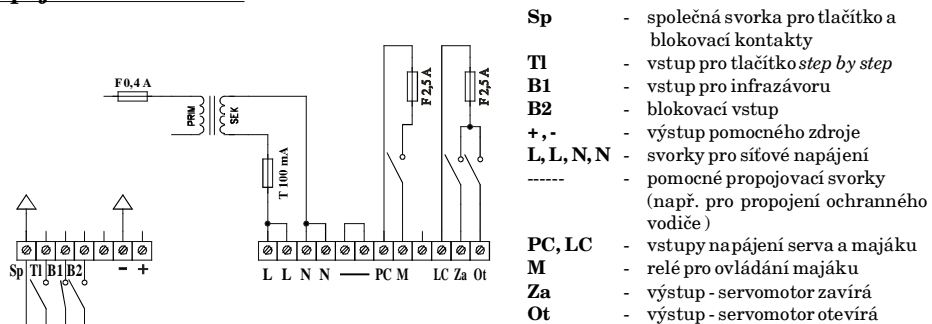 F 0,4 A
PRIM
SEK
T 100 mA
F 2,5 A
F 2,5 A
Sp Tl B1 B2 - +
L L N N PC M LC Za Ot
Sp - společná svorka pro tlačítko a
blokovací kontakty
Tl - vstup pro tlačítko step by step
B1 - vstup pro infrazávoru
B2 - blokovací vstup
+ , - - výstup pomocného zdroje
L, L, N, N - svorky pro síťové napájení
------ - pomocné propojovací svorky
(např. pro propojení ochranného
vodiče )
PC, LC - vstupy napájení serva a majáku
M - relé pro ovládání majáku
Za - výstup - servomotor zavírá
Ot - výstup - servomotor otevírá